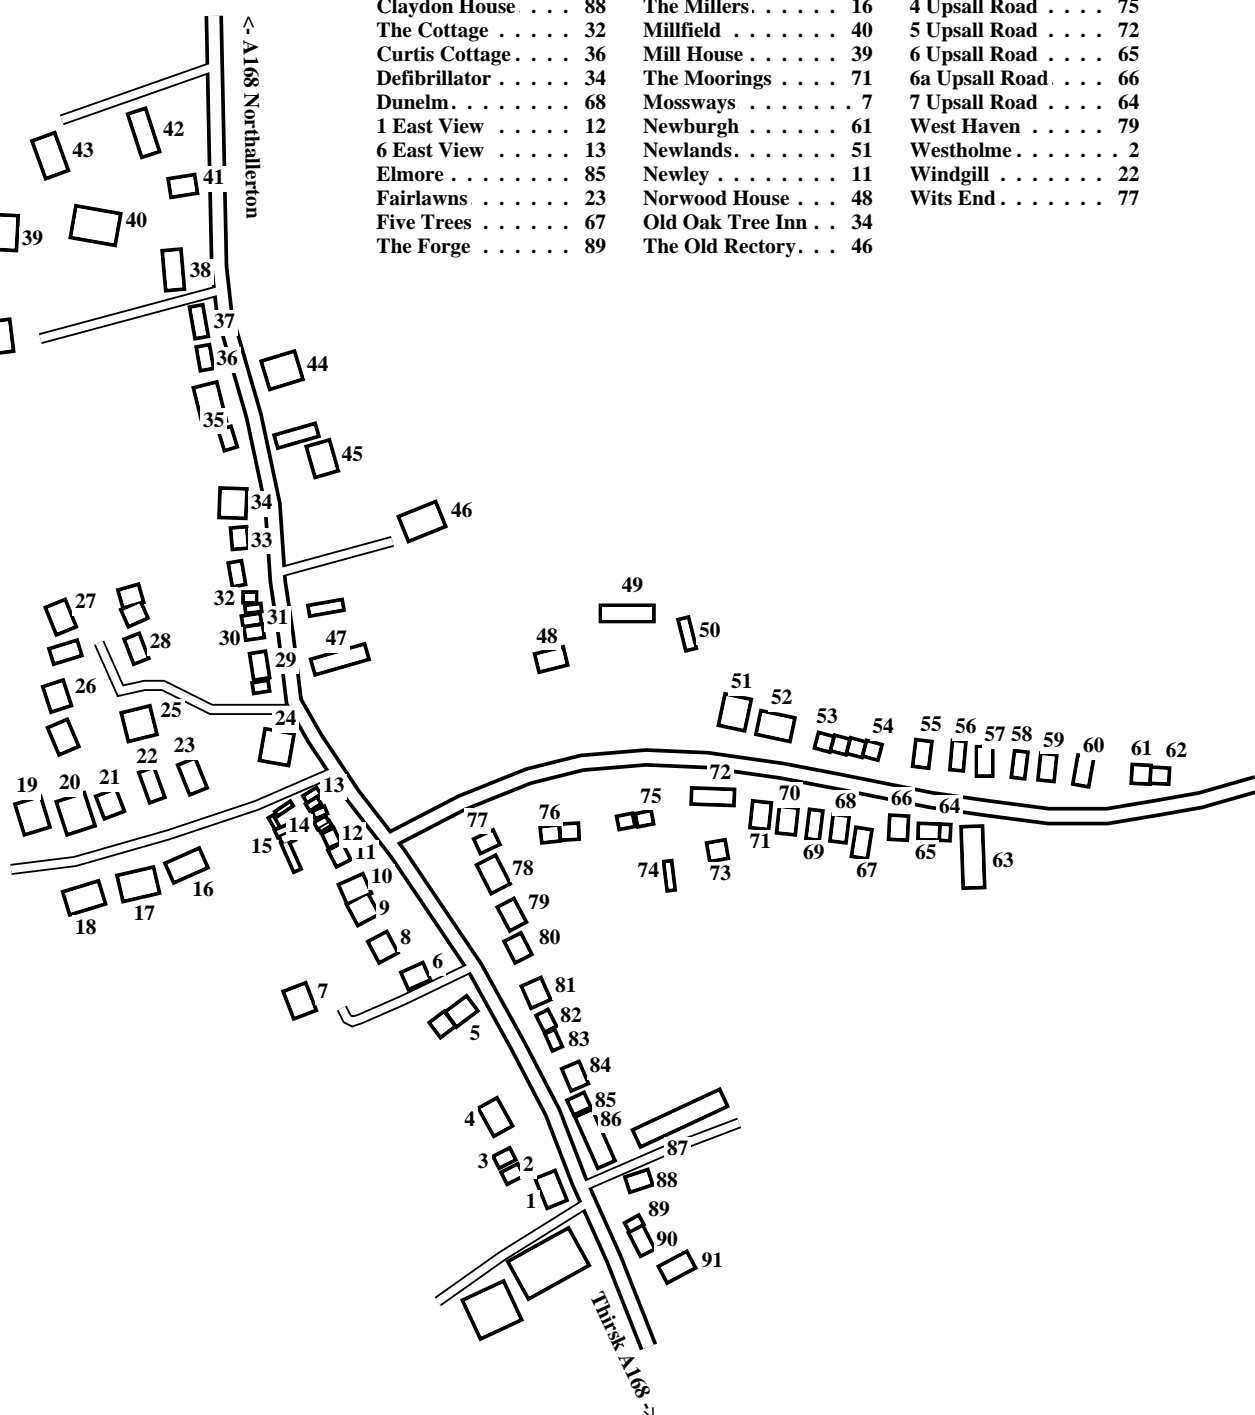 Claydon House . . . . 88
The Cottage . . . . . 32
Curtis Cottage . . . . 36
Defibrillator . . . . . 34
Dunelm. . . . . . . . 68
1 East View . . . . . 12
6 East View . . . . . 13
Elmore . . . . . . . . 85
Fairlawns . . . . . . 23
Five Trees . . . . . . 67
The Forge . . . . . . 89
The Millers. . . . . . 16
Millfield . . . . . . . 40
Mill House . . . . . . 39
The Moorings . . . . 71
Mossways . . . . . . . 7
Newburgh . . . . . . 61
Newlands. . . . . . . 51
Newley . . . . . . . . 11
Norwood House . . . 48
Old Oak Tree Inn . . 34
The Old Rectory. . . 46
4 Upsall Road . . . . 75
5 Upsall Road . . . . 72
6 Upsall Road . . . . 65
6a Upsall Road . . . . 66
7 Upsall Road . . . . 64
West Haven . . . . . 79
Westholme . . . . . . . 2
Windgill . . . . . . . 22
Wits End . . . . . . . 77
<- A168 Northallerton
42
43
41
40
39
38
37
36
44
35
45
34
46
33
32
31
30
29
47
27
28
26
25
24
49
50
48
51
52
53
54
55
56
57
58
59
60
61
62
23
22
21
20
19
13
14
15
12
11
10
9
8
16
17
18
6
7
5
72
75
76
77
78
79
80
70
71
69
68
67
66
65
64
63
74
73
81
82
83
84
85
86
87
88
4
3
2
1
89
90
91
Thirsk A168 ->